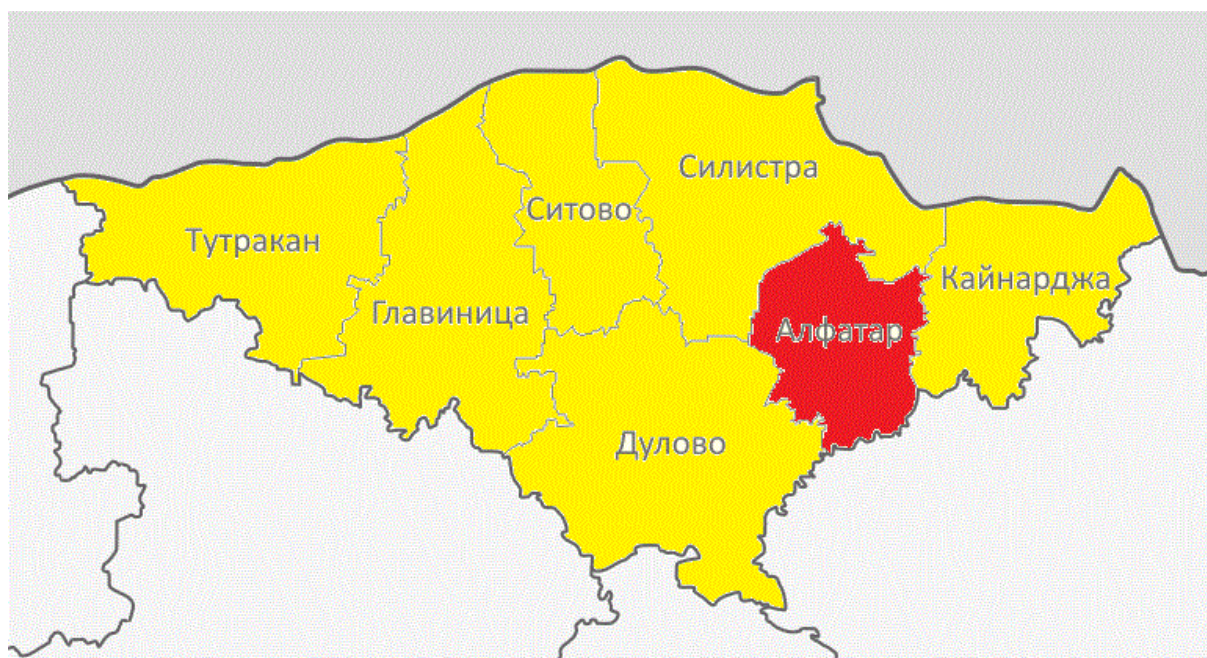 Силистра
Ситово
Тутракан
Кайнарджа
Главиница
Алфатар
Дулово